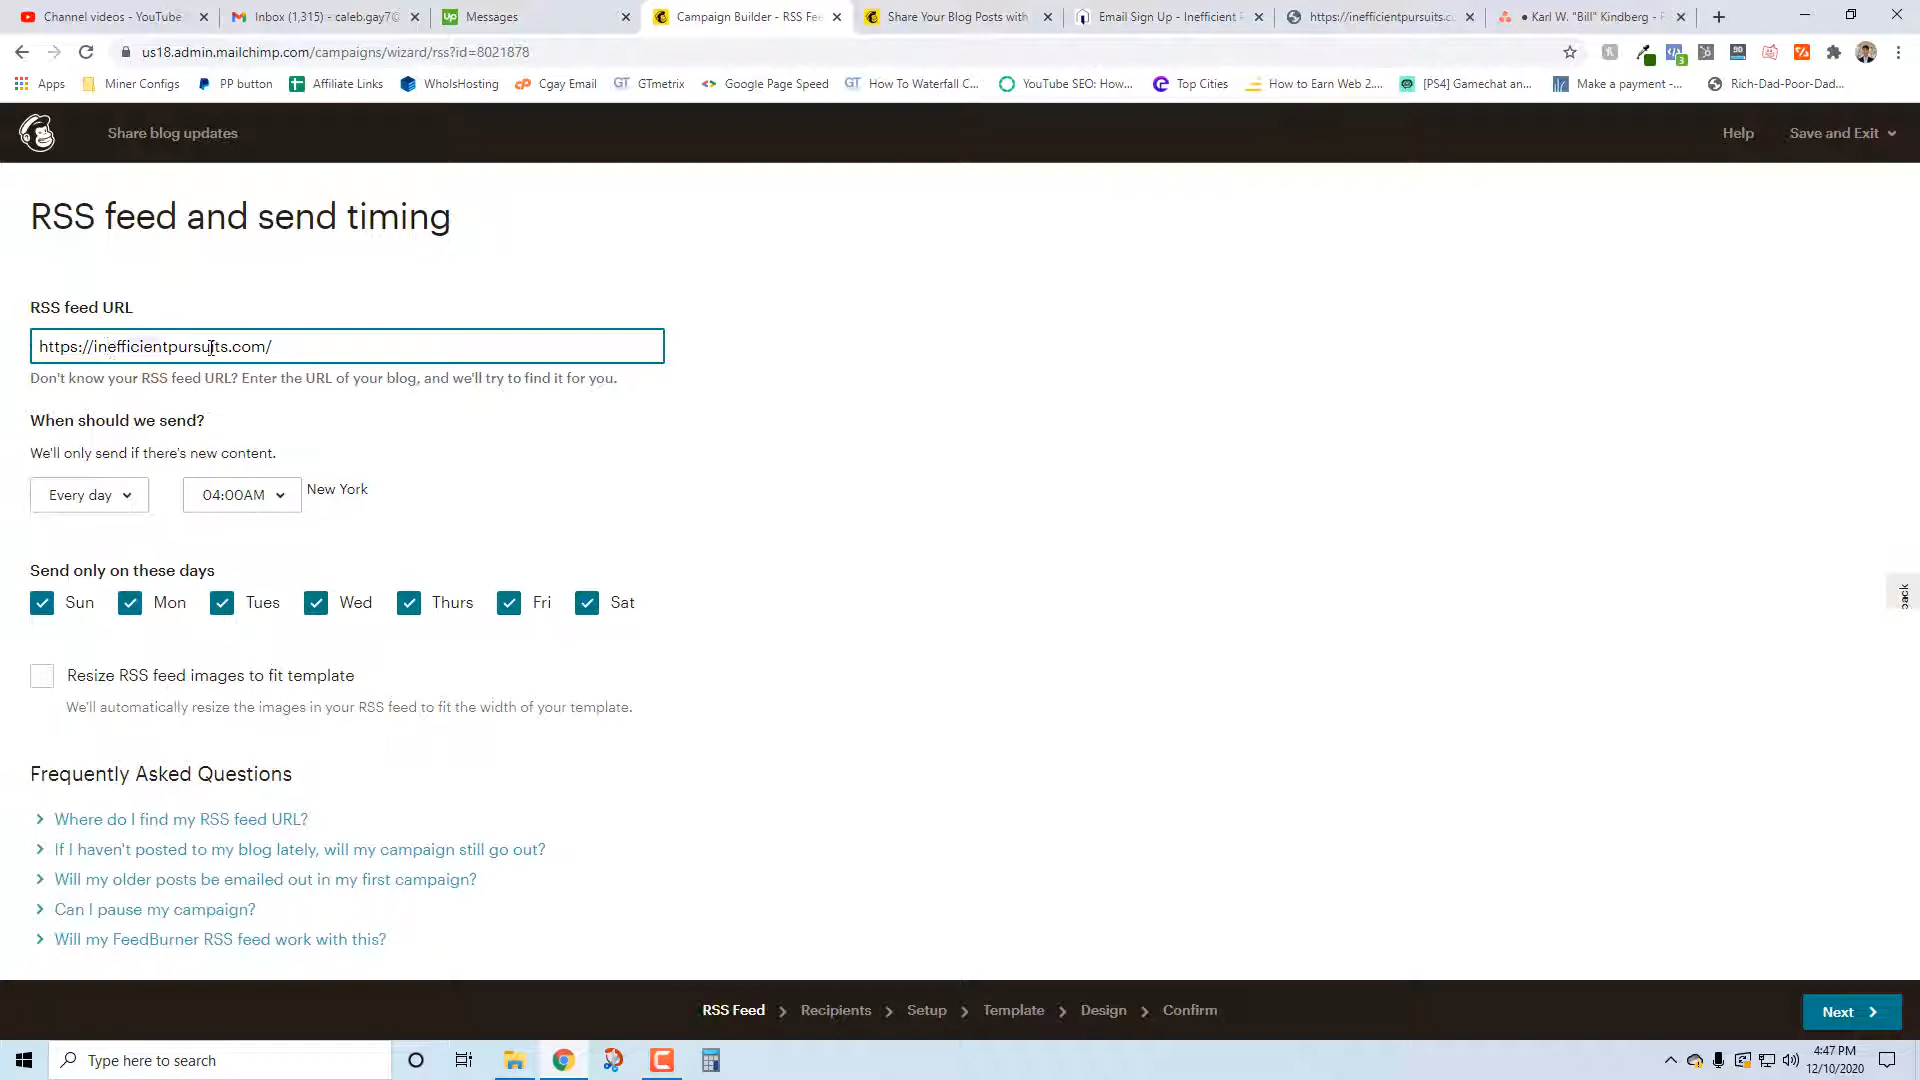 Channel videos - YouTube
Inbox (1,315) - caleb.gay7@
Messages
Campaign Builder - RSS Fee
Share Your Blog Posts with
Email Sign Up - Inefficient P
https://inefficientpursuits.co
● Karl W. "Bill" Kindberg - F
us18.admin.mailchimp.com/campaigns/wizard/rss?id=8021878
Apps
Miner Configs
PP button
Affiliate Links
WhoIsHosting
Cgay Email
GTmetrix
Google Page Speed
How To Waterfall C...
YouTube SEO: How...
Top Cities
How to Earn Web 2....
[PS4] Gamechat an...
Make a payment -...
Rich-Dad-Poor-Dad...
Share blog updates
Help
Save and Exit
RSS feed and send timing
RSS feed URL
https://inefficientpursuits.com/
Don't know your RSS feed URL? Enter the URL of your blog, and we'll try to find it for you.
When should we send?
We'll only send if there's new content.
Every day
04:00AM
New York
Send only on these days
Sun
Mon
Tues
Wed
Thurs
Fri
Sat
Resize RSS feed images to fit template
We'll automatically resize the images in your RSS feed to fit the width of your template.
Frequently Asked Questions
Where do I find my RSS feed URL?
If I haven't posted to my blog lately, will my campaign still go out?
Will my older posts be emailed out in my first campaign?
Can I pause my campaign?
Will my FeedBurner RSS feed work with this?
RSS Feed
Recipients
Setup
Template
Design
Confirm
Next
Type here to search
4:47 PM
12/10/2020